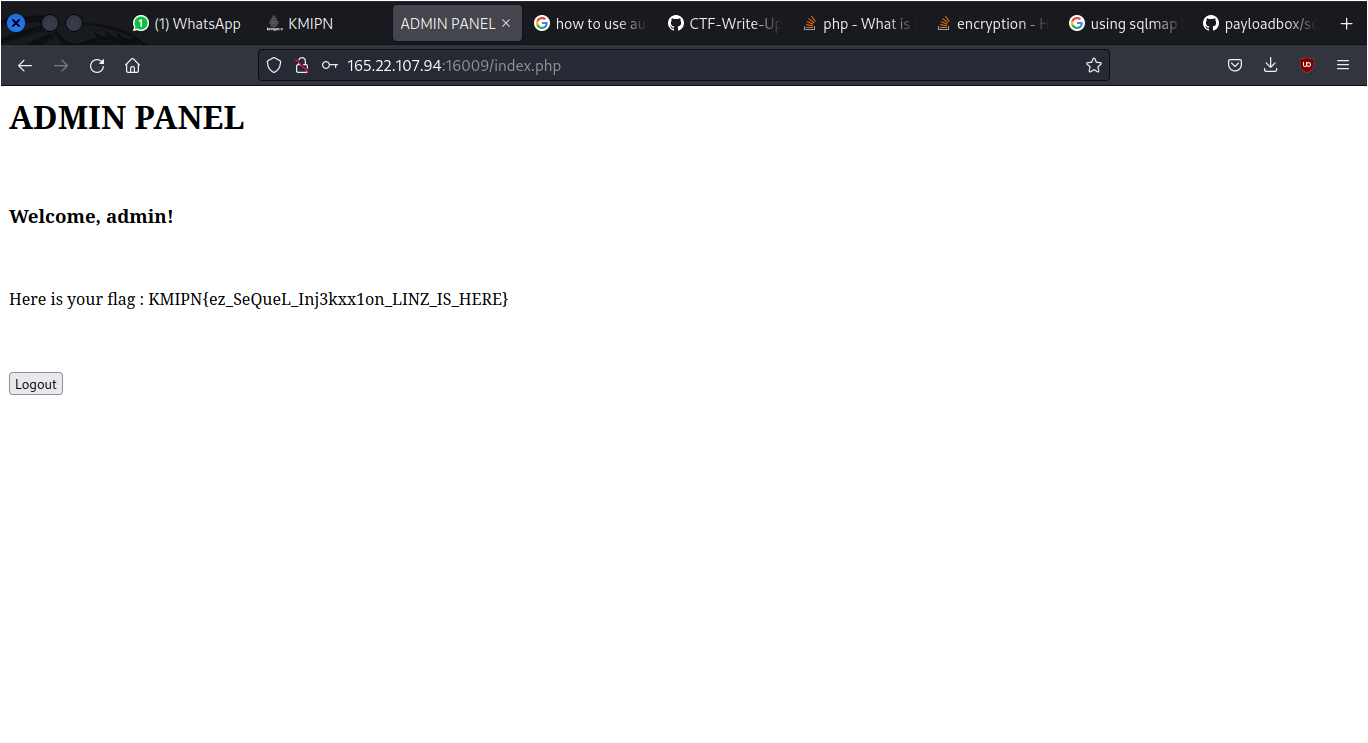 (1) WhatsApp
KMIPN
ADMIN PANEL
how to use au
CTF-Write-Up
php - What is
encryption - H
using sqlmap
payloadbox/sq
165.22.107.94:16009/index.php
ADMIN PANEL
Welcome, admin!
Here is your flag : KMIPN{ez_SeQueL_Inj3kxx1on_LINZ_IS_HERE}
Logout